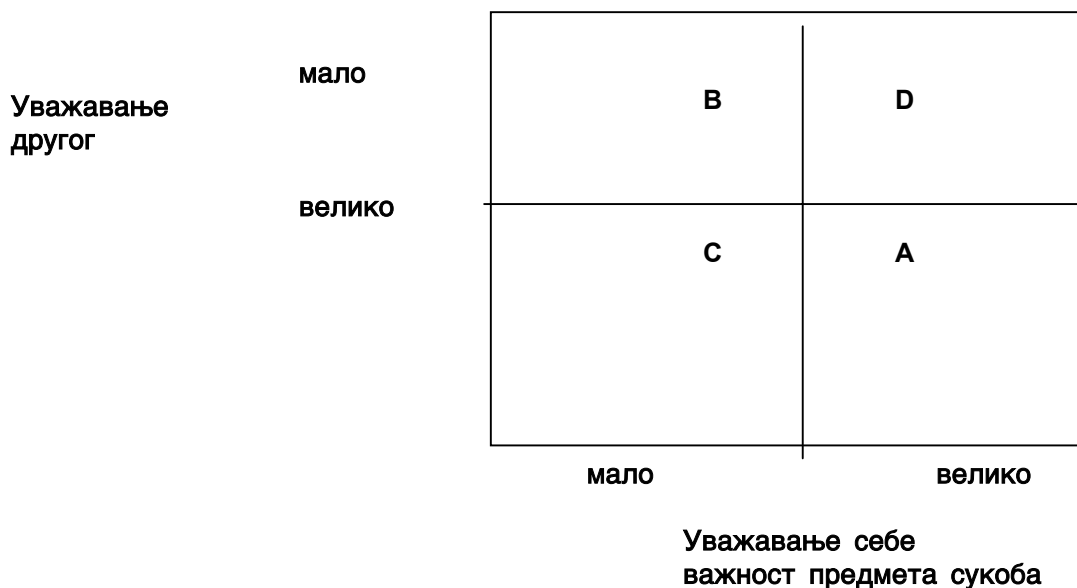 мало
Уважавање
другог
B
D
велико
C
A
мало
велико
Уважавање себе
важност предмета сукоба